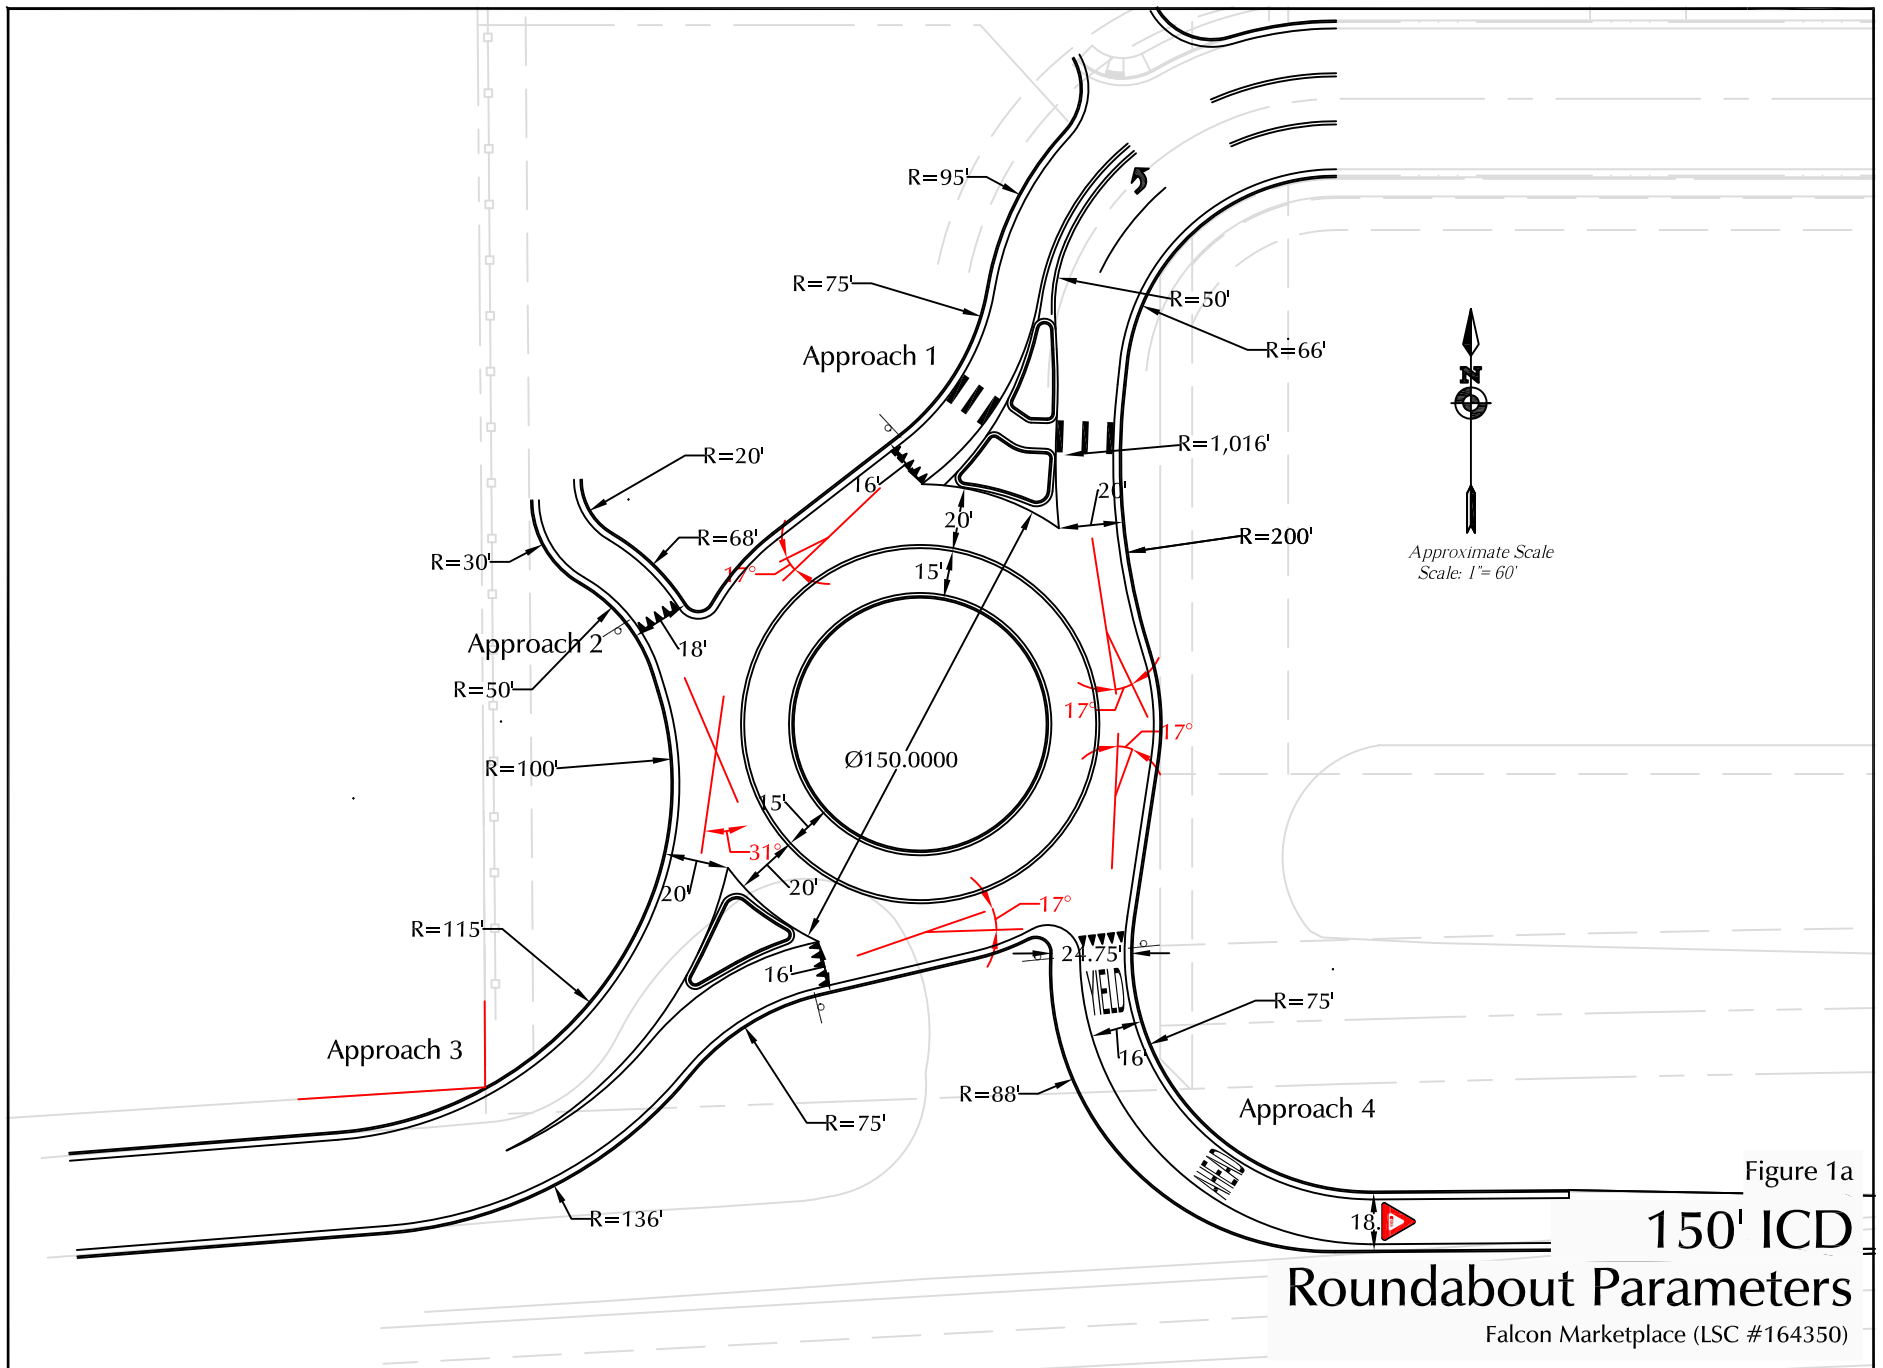 R=95'
R=75'
R=50'
R=66'
Approach 1
N
R=1,016'
R=20'
16'
20'
20'
R=68'
R=200'
Approximate Scale
Scale: 1"= 60'
R=30'
17°
15'
Approach 2
18'
R=50'
17°
17°
Ø150.0000
R=100'
15'
31°
20'
20'
17°
R=115'
24.75'
16'
YIELD
R=75'
Approach 3
16'
R=88'
Approach 4
R=75'
Figure 1a
R=136'
18.
150' ICD
Roundabout Parameters
Falcon Marketplace (LSC #164350)